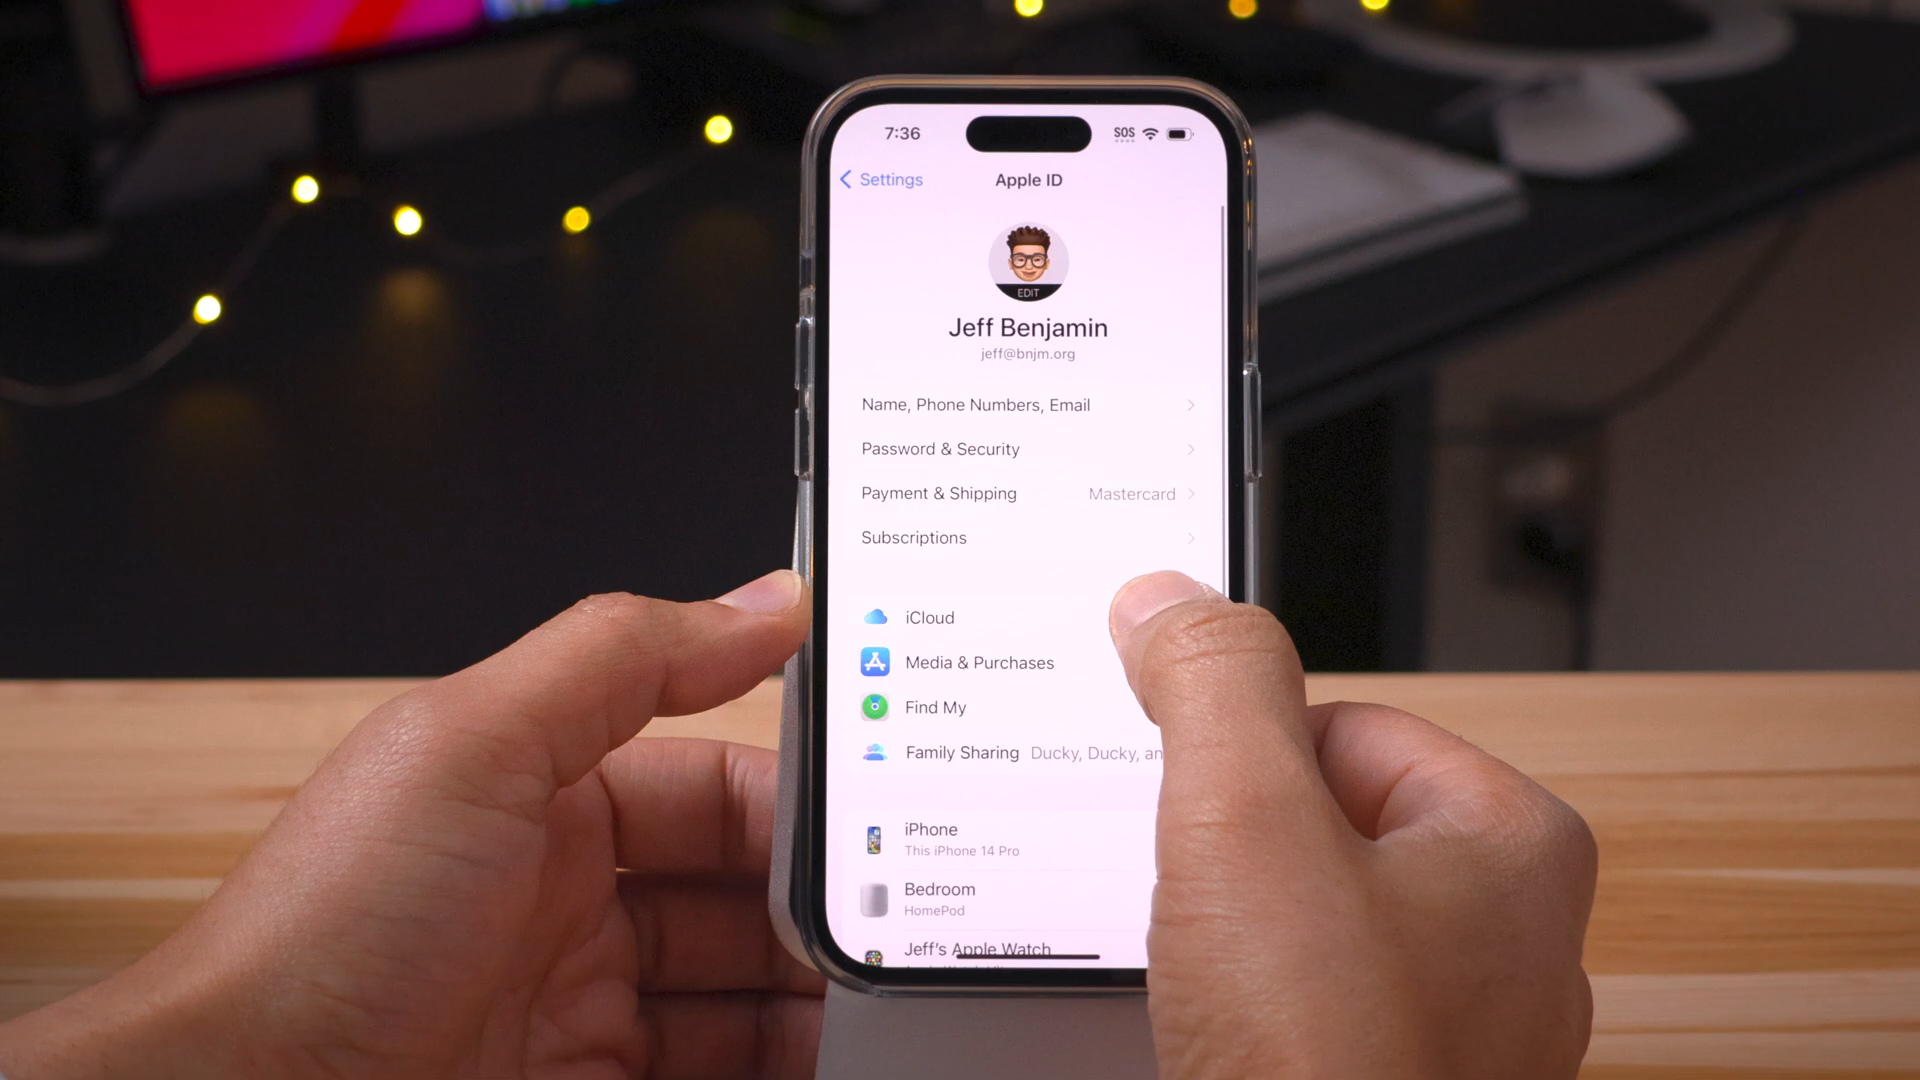 7:36 SOS
Settings Apple ID
EDIT
Jeff Benjamin
jeff@bnjm.org
Name, Phone Numbers, Email
Password & Security
Payment & Shipping Mastercard
Subscriptions
iCloud
Media & Purchases
Find My
Family Sharing Ducky, Ducky, an
iPhone
This iPhone 14 Pro
Bedroom
HomePod
Jeff's Apple Watch